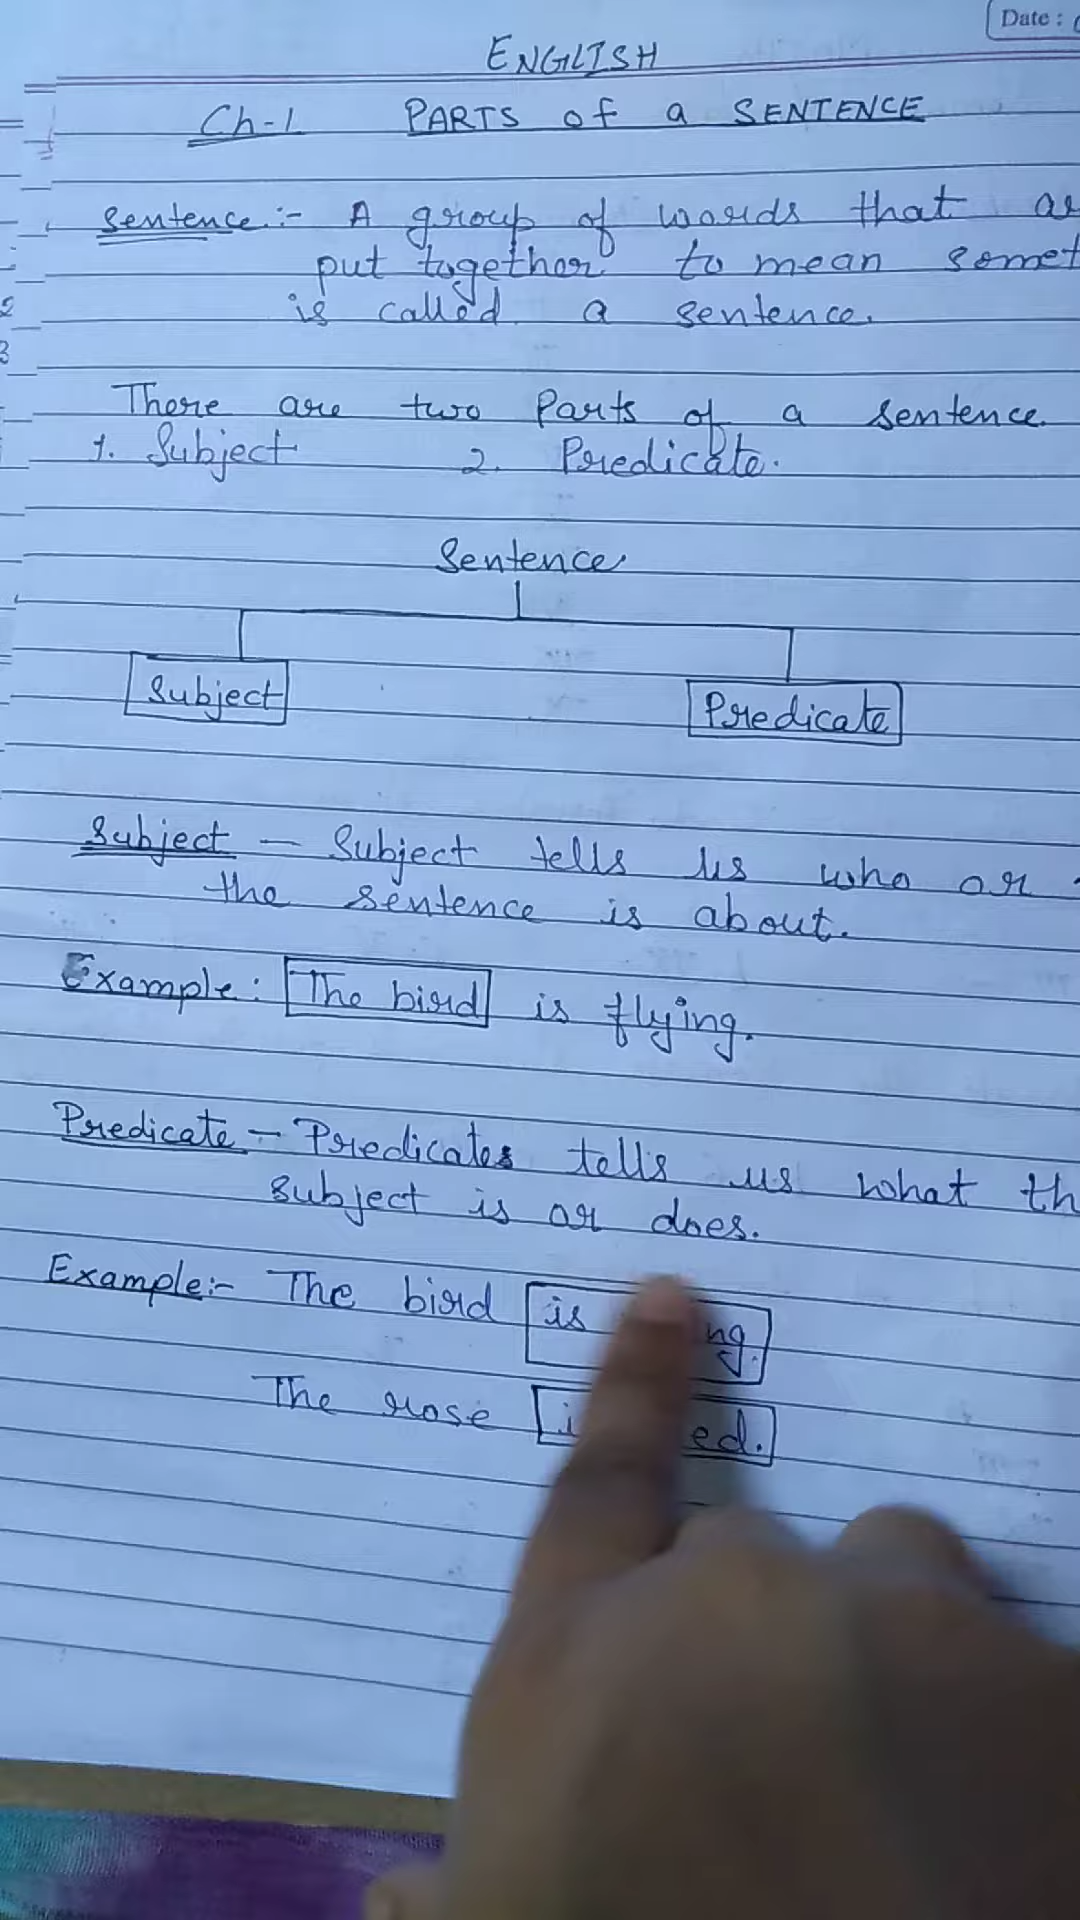 Date :
ENGLISH
Ch-1 PARTS of a SENTENCE
Sentence :- A group of words that
put together to mean
is called a sentence.
There are two Parts of a sentence.
1. Subject 2. Predicate.
Sentence
Subject Predicate
Subject — Subject tells us who or
the sentence is about.
Example : The bird is flying.
Predicate — Predicates tells us what
subject is or does.
Example :- The bird is
The rose